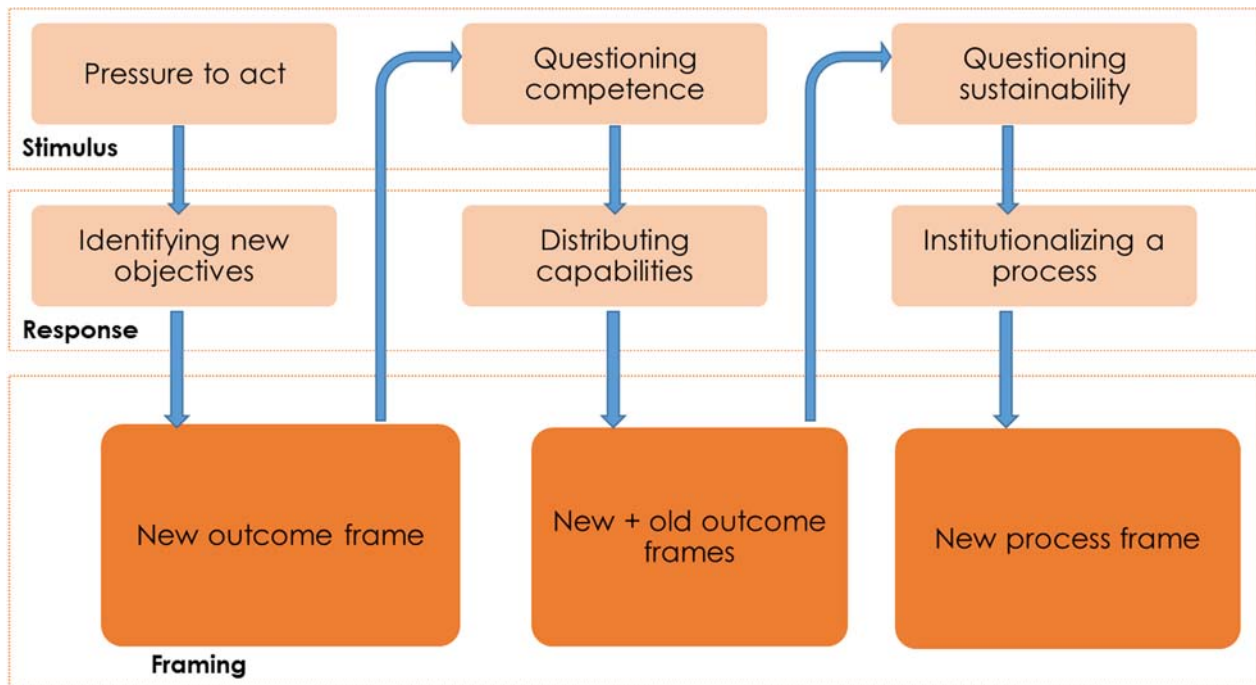 Pressure to act
Questioning
competence
Questioning
sustainability
Stimulus
Identifying new
objectives
Distributing
capabilities
Institutionalizing a
process
Response
New outcome frame
New + old outcome
frames
New process frame
Framing